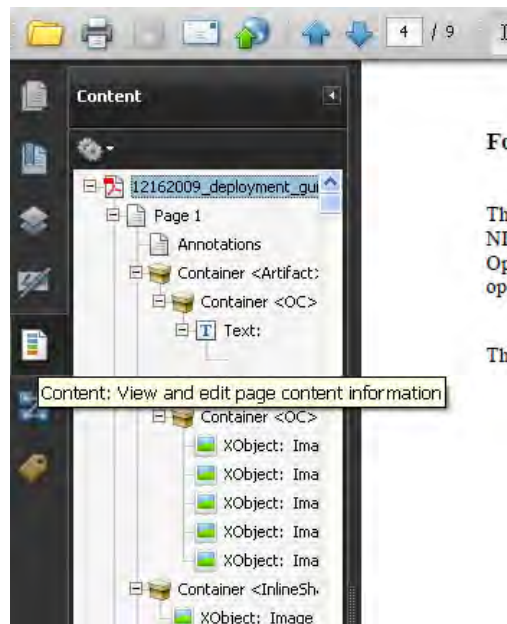 4 / 9
Content
12162009_deployment_gui
Page 1
Annotations
Container <Artifact>
Container <OC>
Text:
Content: View and edit page content information
Container <OC>
XObject: Ima
XObject: Ima
XObject: Ima
XObject: Ima
XObject: Ima
Container <InlineSh
XObject: Image
Fo
Th
NI
Op
op
Th